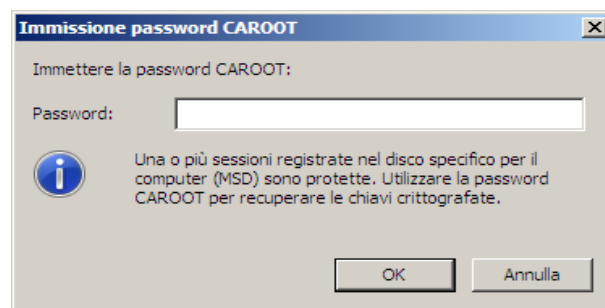 Immissione password CAROOT
Immettere la password CAROOT:
Password:
Una o più sessioni registrate nel disco specifico per il
computer (MSD) sono protette. Utilizzare la password
CAROOT per recuperare le chiavi crittografate.
OK Annulla